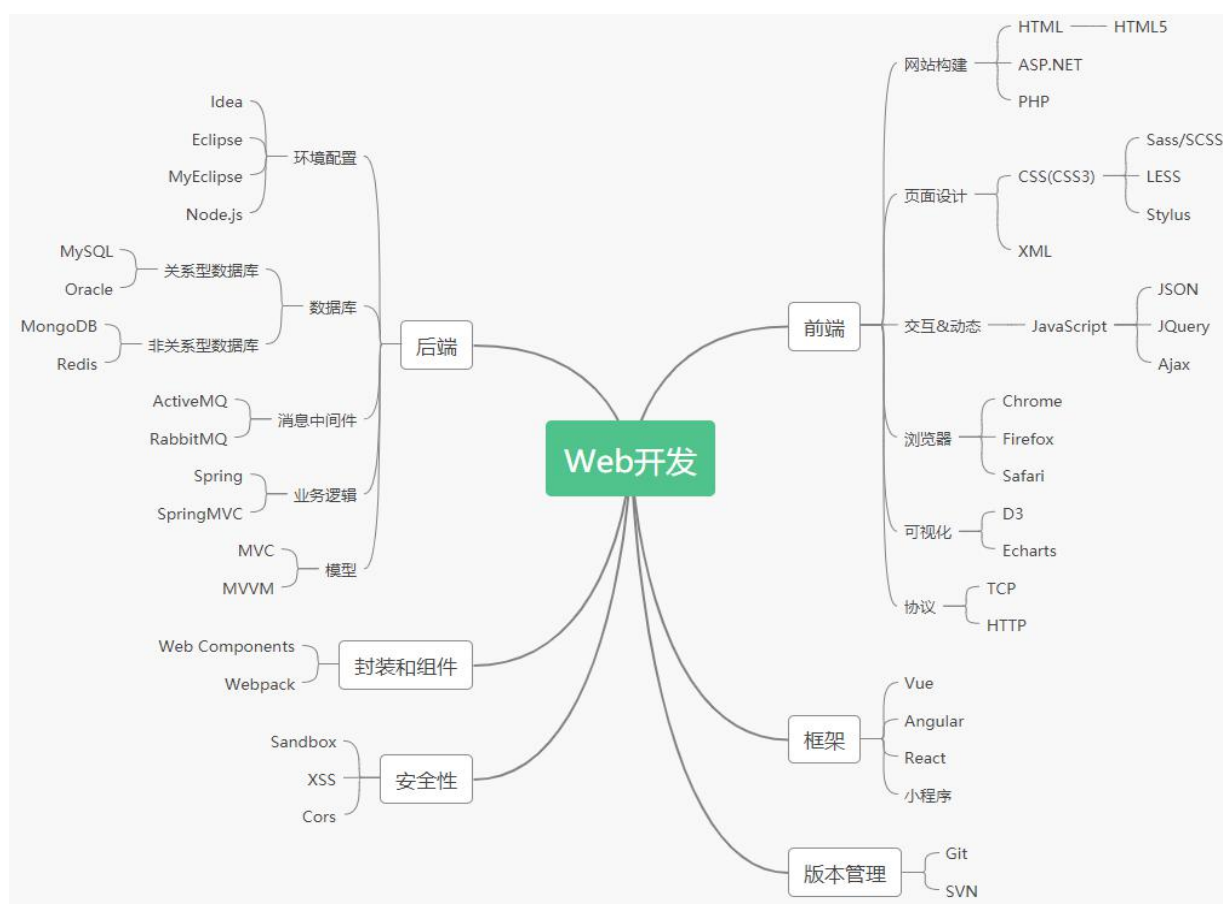 Web开发
前端
网站构建
HTML
HTML5
ASP.NET
PHP
页面设计
CSS(CSS3)
Sass/SCSS
LESS
Stylus
XML
交互&动态
JavaScript
JSON
JQuery
Ajax
浏览器
Chrome
Firefox
Safari
可视化
D3
Echarts
协议
TCP
HTTP
框架
Vue
Angular
React
小程序
版本管理
Git
SVN
后端
环境配置
Idea
Eclipse
MyEclipse
Node.js
数据库
关系型数据库
MySQL
Oracle
非关系型数据库
MongoDB
Redis
消息中间件
ActiveMQ
RabbitMQ
业务逻辑
Spring
SpringMVC
模型
MVC
MVVM
封装和组件
Web Components
Webpack
安全性
Sandbox
XSS
Cors